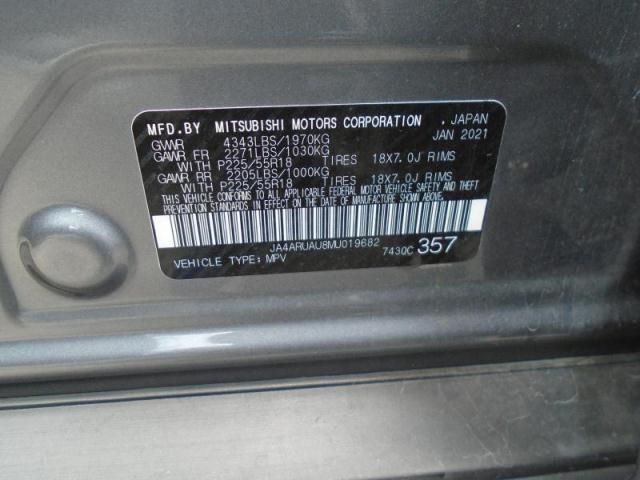 MFD.BY MITSUBISHI MOTORS CORPORATION . JAPAN
GVWR 4343LBS/1970KG JAN 2021
GAWR FR 2271LBS/1030KG
W P225/55R18 TIRES 18X7.0J RIMS
GAWR RR 2205LBS/1000KG
W P225/55R18 TIRES 18X7.0J RIMS
THIS VEHICLE CONFORMS TO ALL APPLICABLE FEDERAL MOTOR VEHICLE SAFETY AND THEFT
PREVENTION STANDARDS IN EFFECT ON THE DATE OF MANUFACTURE SHOWN ABOVE.
JA4ARUAU8MU019682 7430C 357
VEHICLE TYPE: MPV